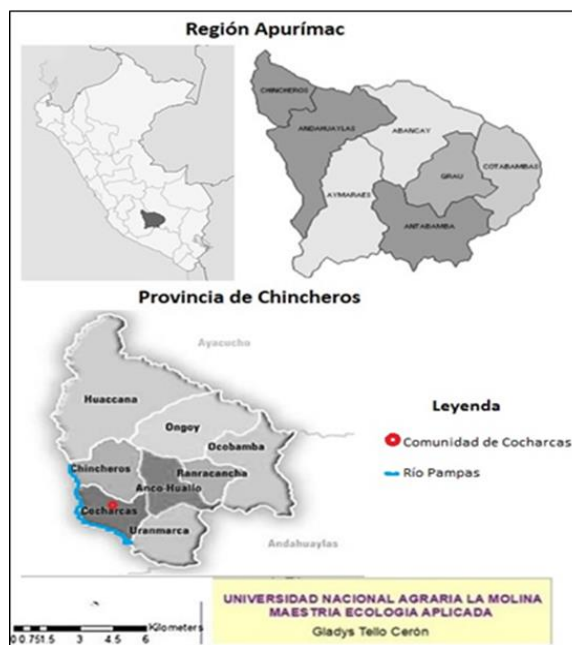 Región Apurímac
CHINCHEROS
ANDAHUAYLAS
ABANCAY
COTABAMBAS
GRAU
AYMARAES
ANTABAMBA
Provincia de Chincheros
Ayacucho
Huaccana
Ongoy
Ocobamba
Chincheros
Ranracancha
Anco-Huallo
Cocharcas
Uranmarca
Andahuaylas
Leyenda
Comunidad de Cocharcas
Río Pampas
Kilometers
0 0.751.5 3 4.5 6
UNIVERSIDAD NACIONAL AGRARIA LA MOLINA
MAESTRIA ECOLOGIA APLICADA
Gladys Tello Cerón